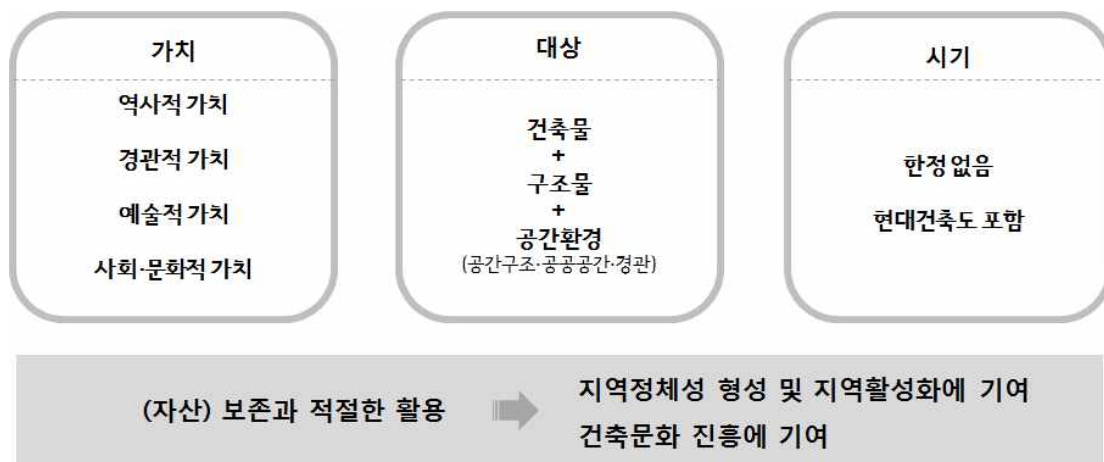 가치
역사적 가치
경관적 가치
예술적 가치
사회·문화적 가치
대상
건축물
+
구조물
+
공간환경
(공간구조·공공공간·경관)
시기
한정 없음
현대건축도 포함
(자산) 보존과 적절한 활용
지역정체성 형성 및 지역활성화에 기여
건축문화 진흥에 기여